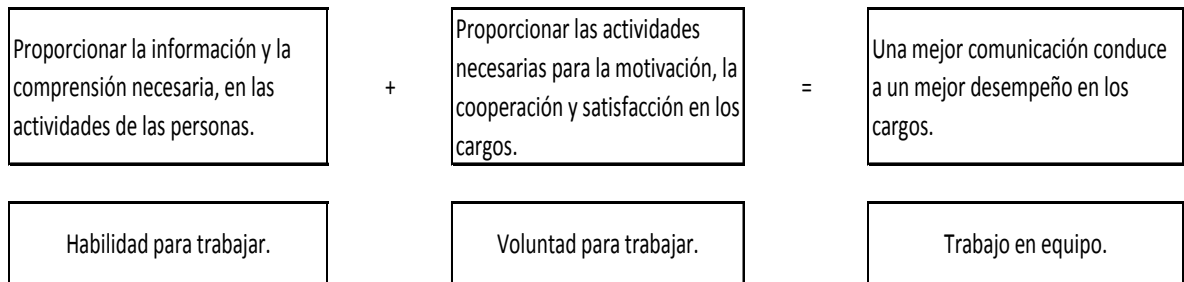 Proporcionar la información y la
comprensión necesaria, en las
actividades de las personas.
+
Proporcionar las actividades
necesarias para la motivación, la
cooperación y satisfacción en los
cargos.
=
Una mejor comunicación conduce
a un mejor desempeño en los
cargos.
Habilidad para trabajar.
Voluntad para trabajar.
Trabajo en equipo.